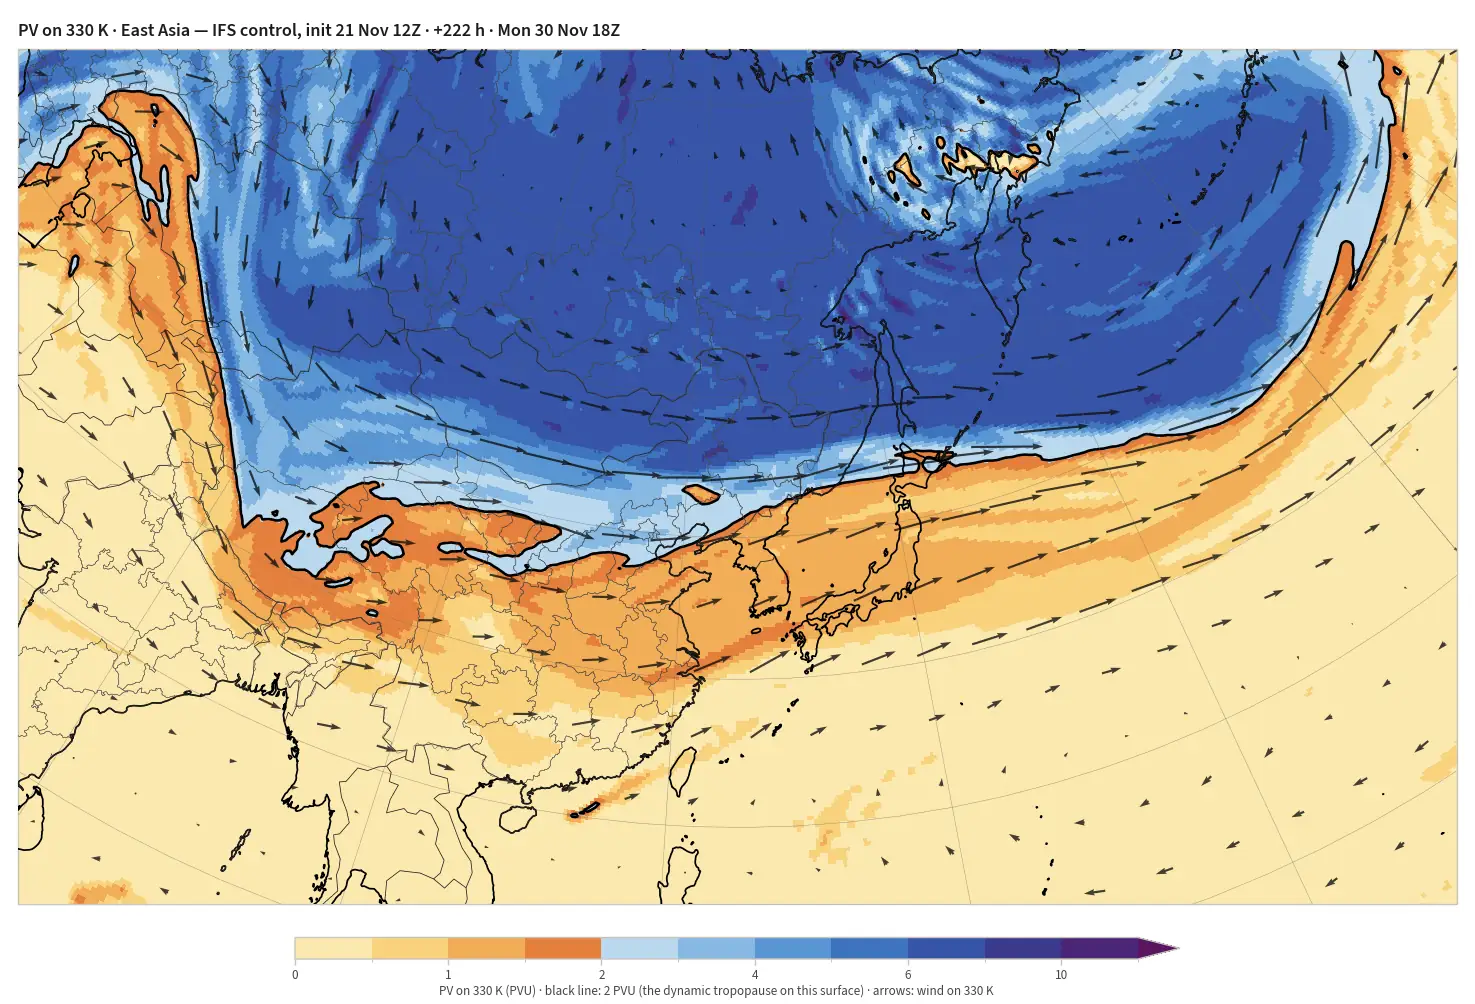 PV on 330 K · East Asia — IFS control, init 21 Nov 12Z · +222 h · Mon 30 Nov 18Z
0 1 2 4 6 10
PV on 330 K (PVU) · black line: 2 PVU (the dynamic tropopause on this surface) · arrows: wind on 330 K